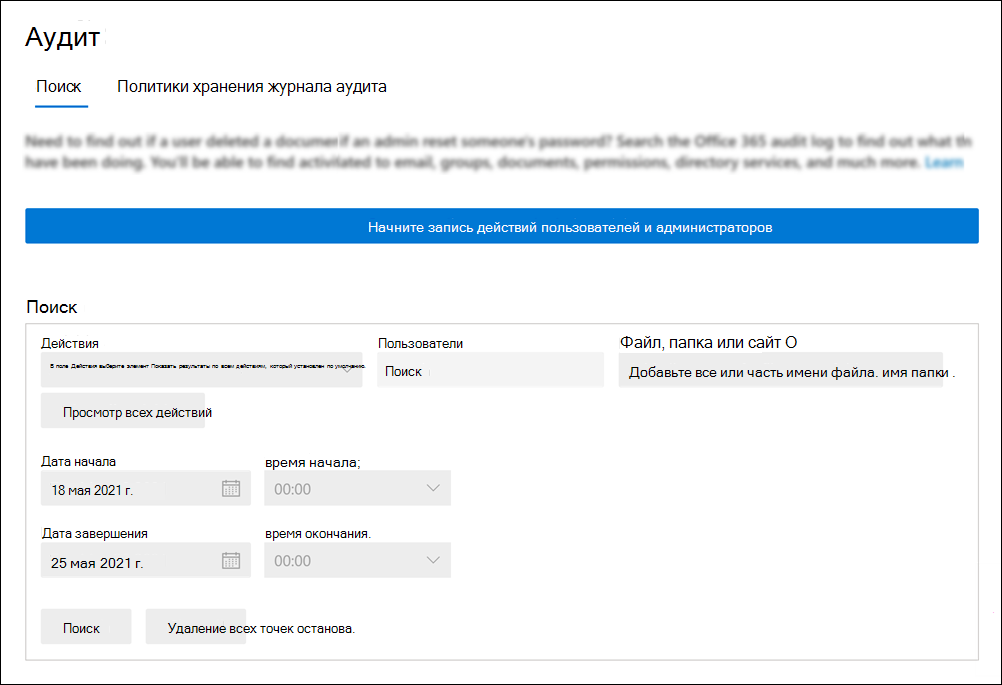 Аудит
Поиск Политики хранения журнала аудита
Need to find out if a user deleted a document if an admin reset someone's password? Search the Office 365 audit log to find out what th
have been doing. You'll be able to find activilated to email, groups, documents, permissions, directory services, and much more. Learn
Начните запись действий пользователей и администраторов
Поиск
Действия Пользователи Файл, папка или сайт О
В поле Действия выберите элемент Показать результаты по всем действиям, который установлен по умолчанию. Поиск Добавьте все или часть имени файла. имя папки .
Просмотр всех действий
Дата начала время начала;
18 мая 2021 г. 00:00
Дата завершения время окончания.
25 мая 2021 г. 00:00
Поиск Удаление всех точек останова.